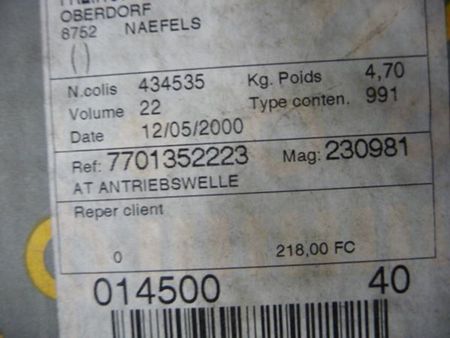 OBERDORF
8752 NAEFELS
( )
N.colis 434535 Kg. Poids 4,70
Volume 22 Type conten. 991
Date 12/05/2000
Ref: 7701352223 Mag: 230981
AT ANTRIEBSWELLE
Reper client
0 218,00 FC
014500 40